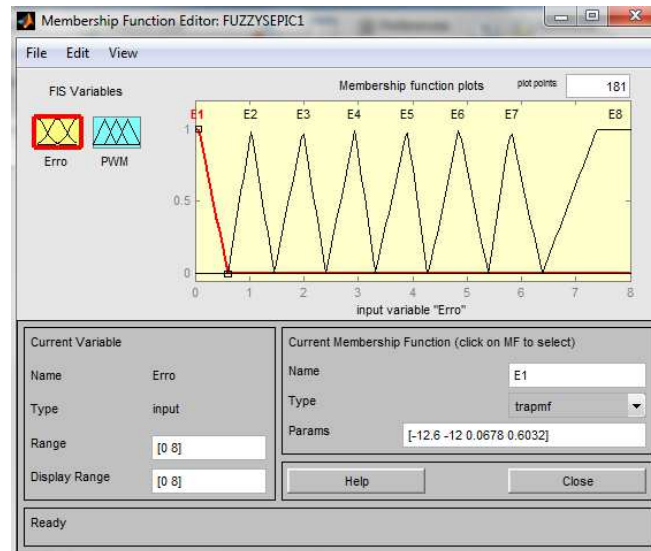 Membership Function Editor: FUZZYSEPIC1
File Edit View
FIS Variables
Membership function plots
plot points:
181
E1 E2 E3 E4 E5 E6 E7 E8
1
0.5
0
Erro PWM
0 1 2 3 4 5 6 7 8
input variable "Erro"
Current Variable
Name Erro
Type input
Range [0 8]
Display Range [0 8]
Current Membership Function (click on MF to select)
Name E1
Type trapmf
Params [-12.6 -12 0.0678 0.6032]
Help Close
Ready